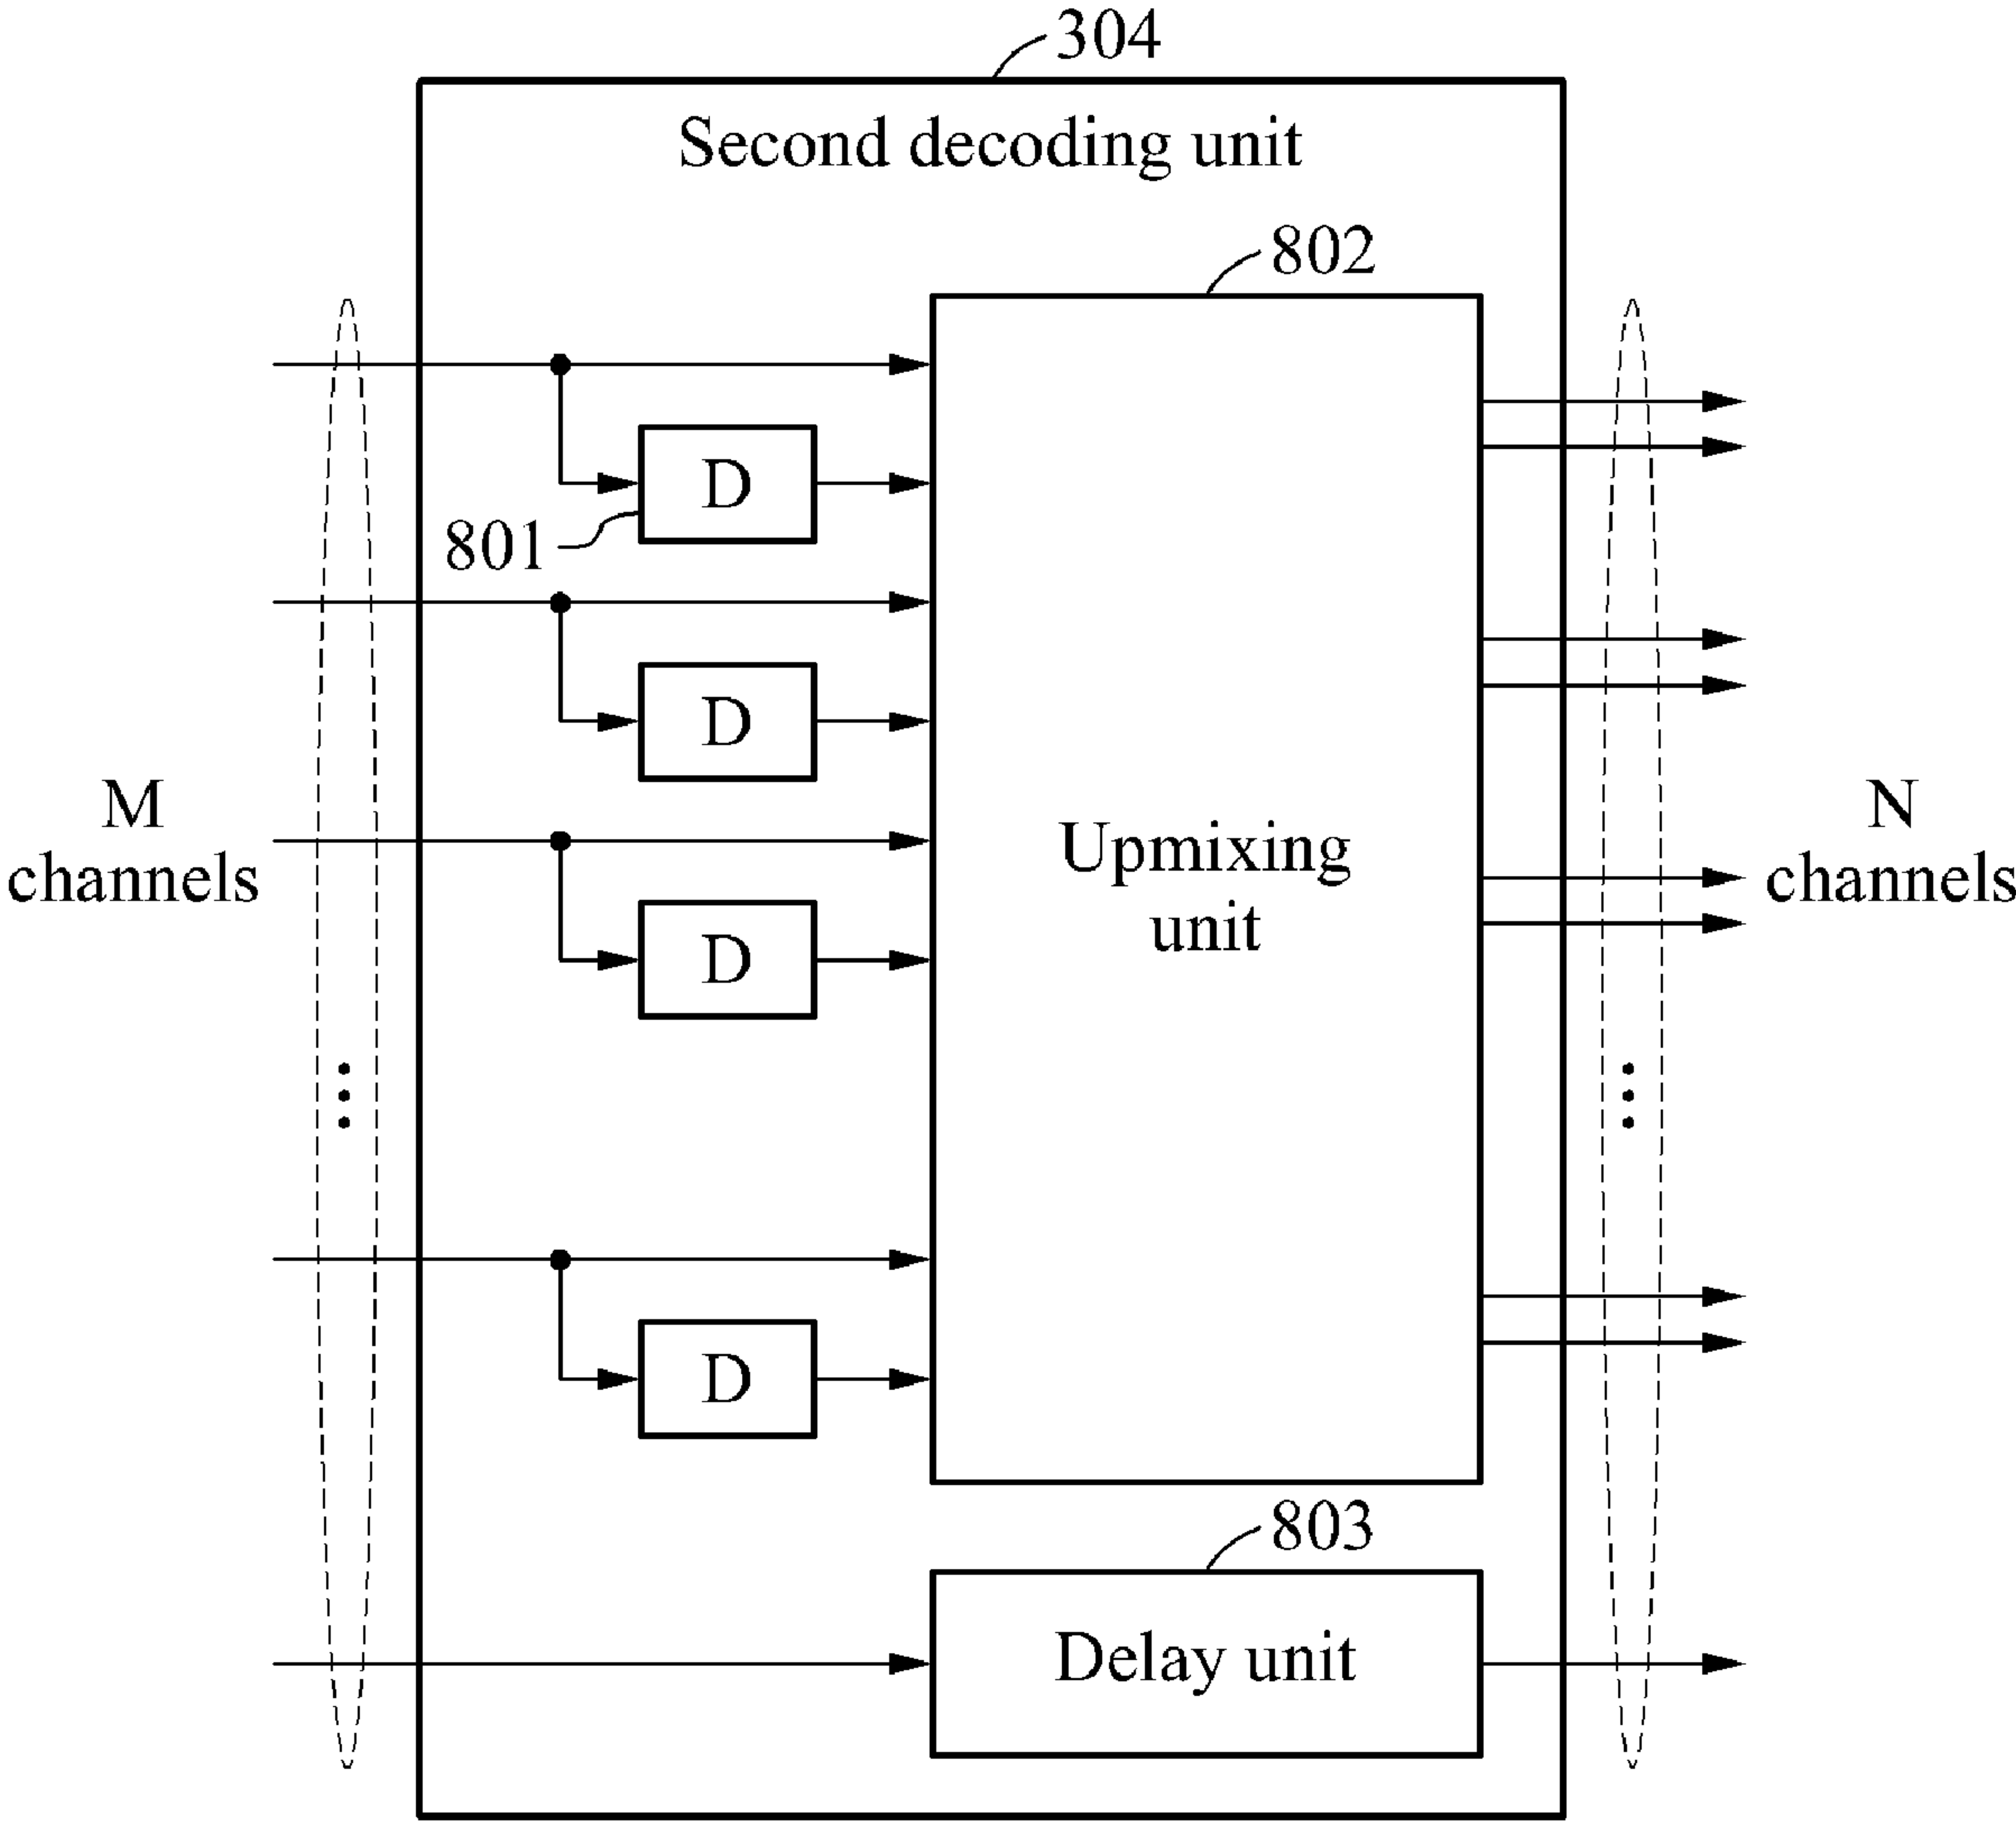 304
Second decoding unit
802
D
801
D
M
channels
D
Upmixing
unit
N
channels
D
803
Delay unit